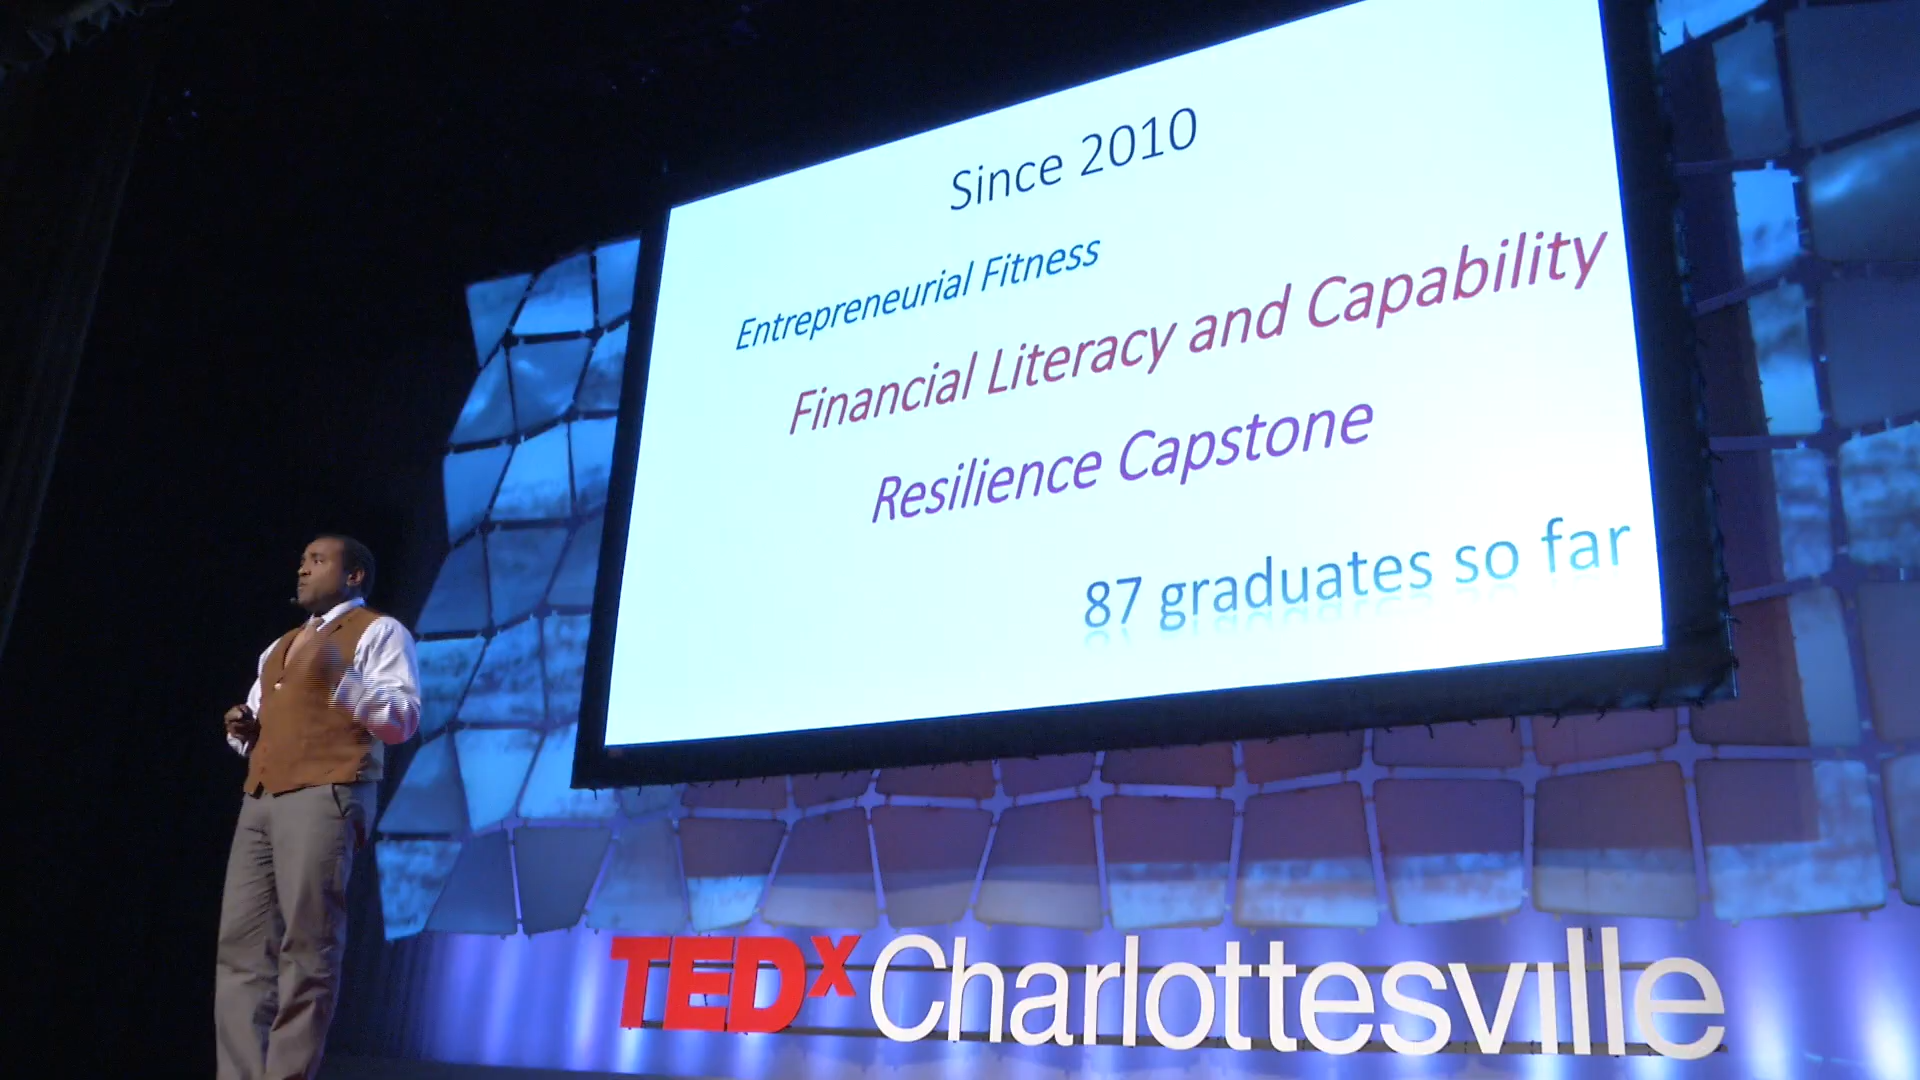 Since 2010
Entrepreneurial Fitness
Financial Literacy and Capability
Resilience Capstone
87 graduates so far
TEDxCharlottesville